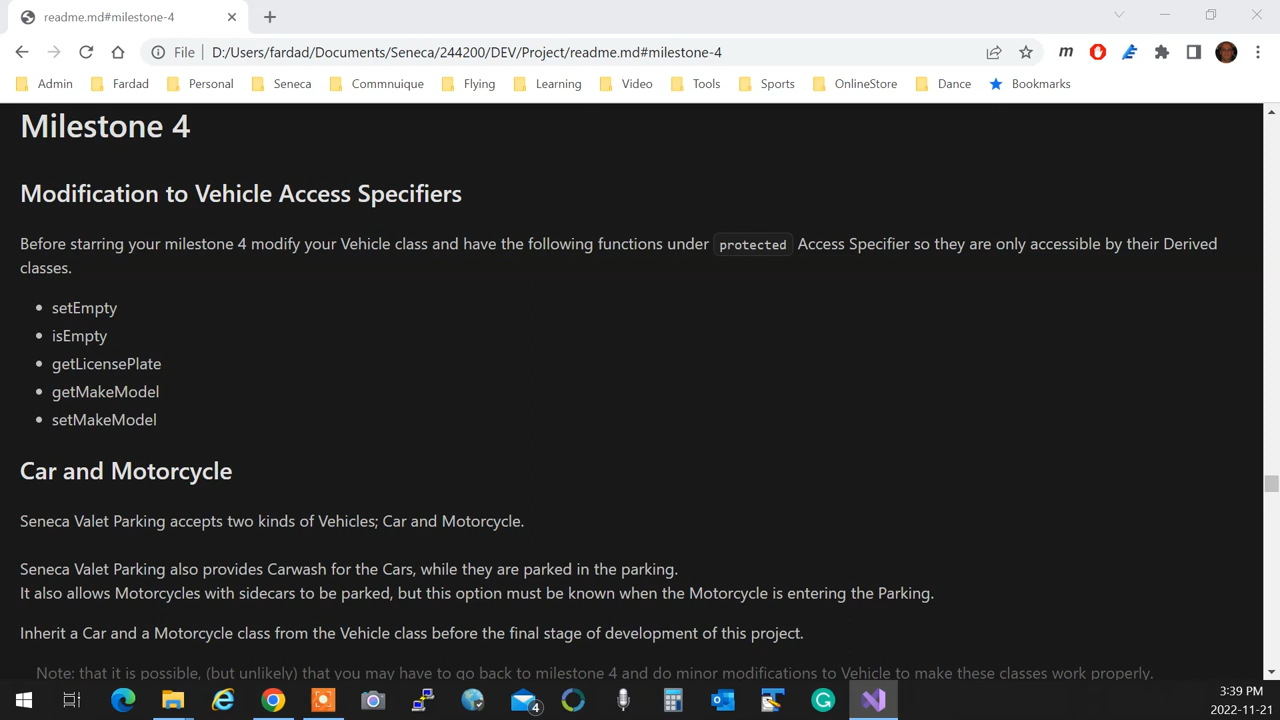 readme.md#milestone-4
File
D:/Users/fardad/Documents/Seneca/244200/DEV/Project/readme.md#milestone-4
m
Admin
Fardad
Personal
Seneca
Commnuique
Flying
Learning
Video
Tools
Sports
OnlineStore
Dance
Bookmarks
Milestone 4
Modification to Vehicle Access Specifiers
Before starring your milestone 4 modify your Vehicle class and have the following functions under protected Access Specifier so they are only accessible by their Derived
classes.
• setEmpty
• isEmpty
• getLicensePlate
• getMakeModel
• setMakeModel
Car and Motorcycle
Seneca Valet Parking accepts two kinds of Vehicles; Car and Motorcycle.
Seneca Valet Parking also provides Carwash for the Cars, while they are parked in the parking.
It also allows Motorcycles with sidecars to be parked, but this option must be known when the Motorcycle is entering the Parking.
Inherit a Car and a Motorcycle class from the Vehicle class before the final stage of development of this project.
Note: that it is possible, (but unlikely) that you may have to go back to milestone 4 and do minor modifications to Vehicle to make these classes work properly.
4
3:39 PM
2022-11-21